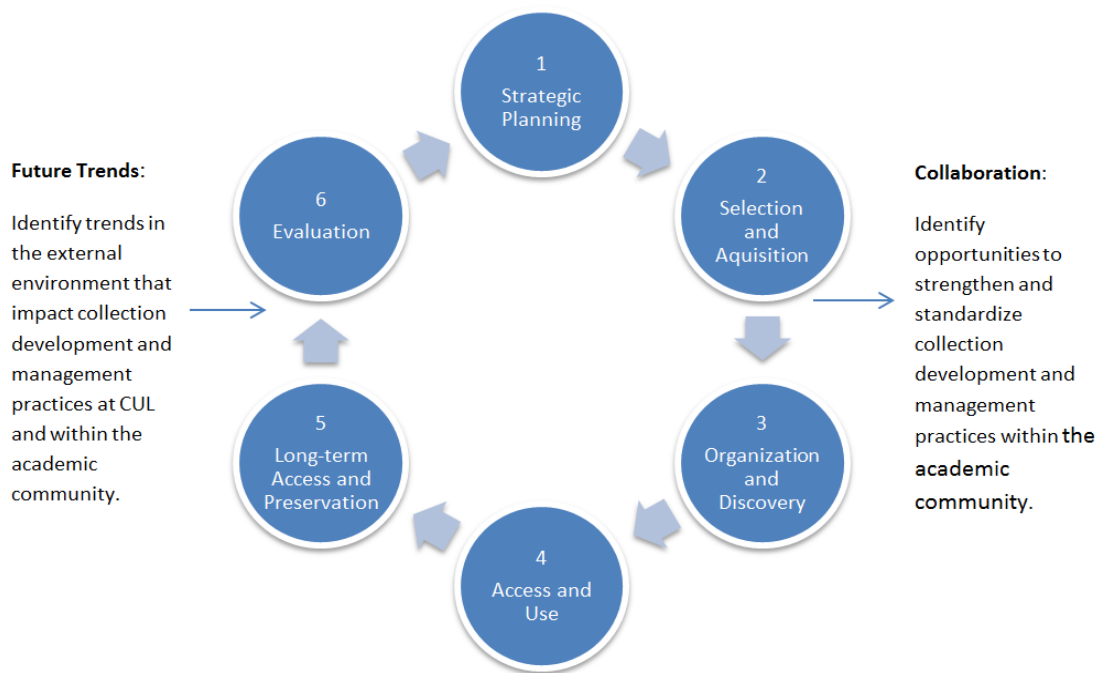 1
Strategic
Planning
2
Selection
and
Aquisition
3
Organization
and
Discovery
4
Access and
Use
5
Long-term
Access and
Preservation
6
Evaluation
Future Trends:
Identify trends in
the external
environment that
impact collection
development and
management
practices at CUL
and within the
academic
community.
Collaboration:
Identify
opportunities to
strengthen and
standardize
collection
development and
management
practices within the
academic
community.